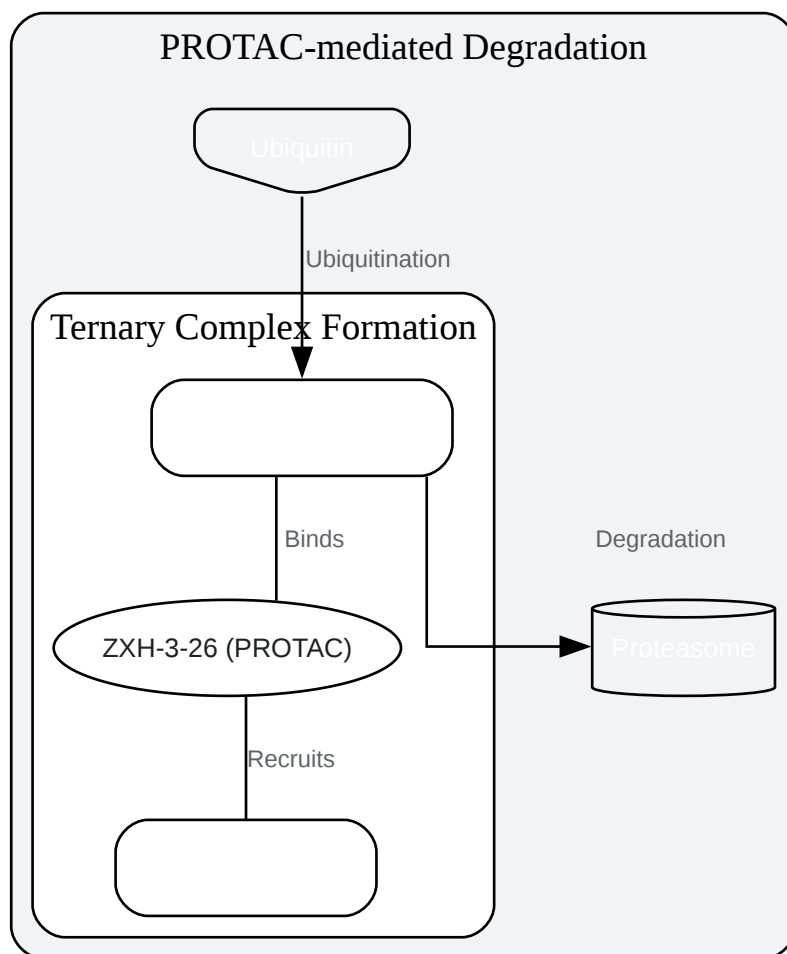 PROTAC-mediated Degradation
Ubiquitin
Ubiquitination
Ternary Complex Formation
Binds
Degradation
ZXH-3-26 (PROTAC)
Proteasome
Recruits